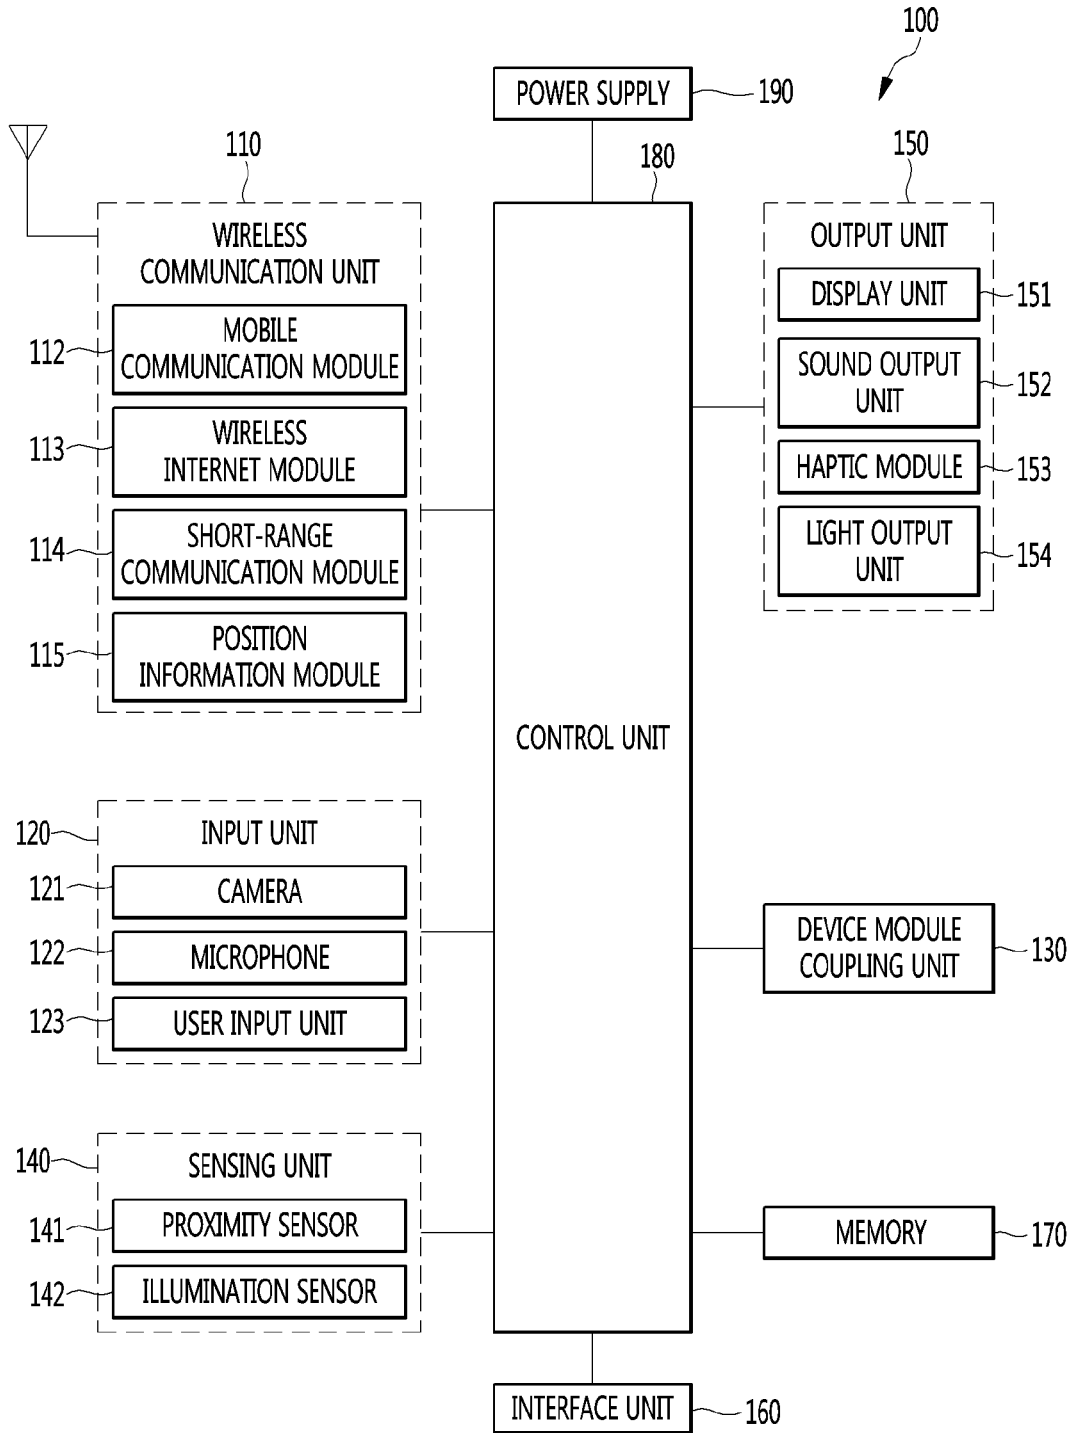 100
POWER SUPPLY
190
110
180
150
WIRELESS
COMMUNICATION UNIT
112
MOBILE
COMMUNICATION MODULE
113
WIRELESS
INTERNET MODULE
114
SHORT-RANGE
COMMUNICATION MODULE
115
POSITION
INFORMATION MODULE
120
INPUT UNIT
121
CAMERA
122
MICROPHONE
123
USER INPUT UNIT
140
SENSING UNIT
141
PROXIMITY SENSOR
142
ILLUMINATION SENSOR
CONTROL UNIT
OUTPUT UNIT
DISPLAY UNIT
151
SOUND OUTPUT
UNIT
152
HAPTIC MODULE
153
LIGHT OUTPUT
UNIT
154
DEVICE MODULE
COUPLING UNIT
130
MEMORY
170
INTERFACE UNIT
160